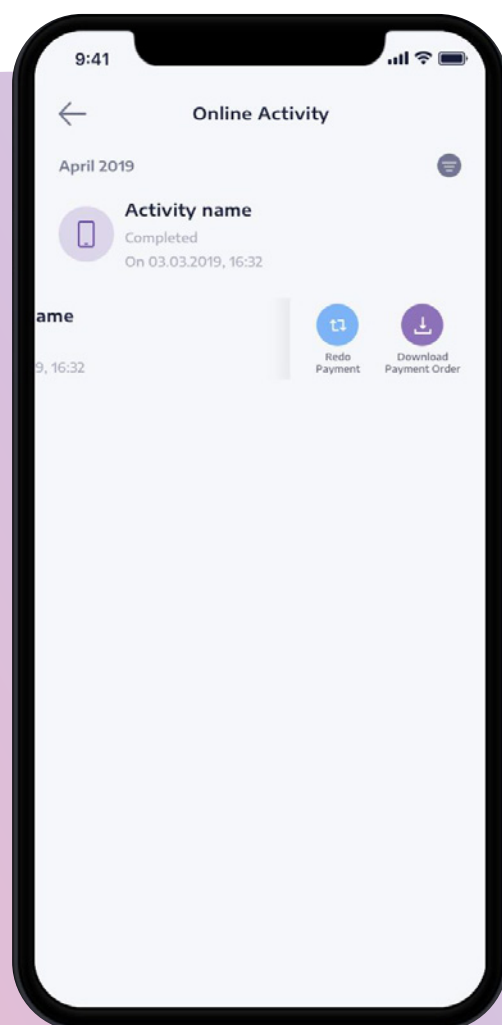 9:41
Online Activity
April 2019
Activity name
Completed
On 03.03.2019, 16:32
ame
9, 16:32
Redo
Payment
Download
Payment Order